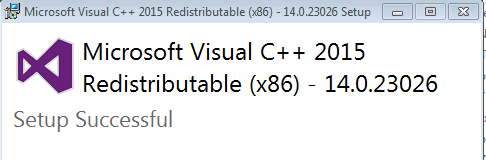 Microsoft Visual C++ 2015 Redistributable (x86) - 14.0.23026 Setup
Microsoft Visual C++ 2015
Redistributable (x86) - 14.0.23026
Setup Successful